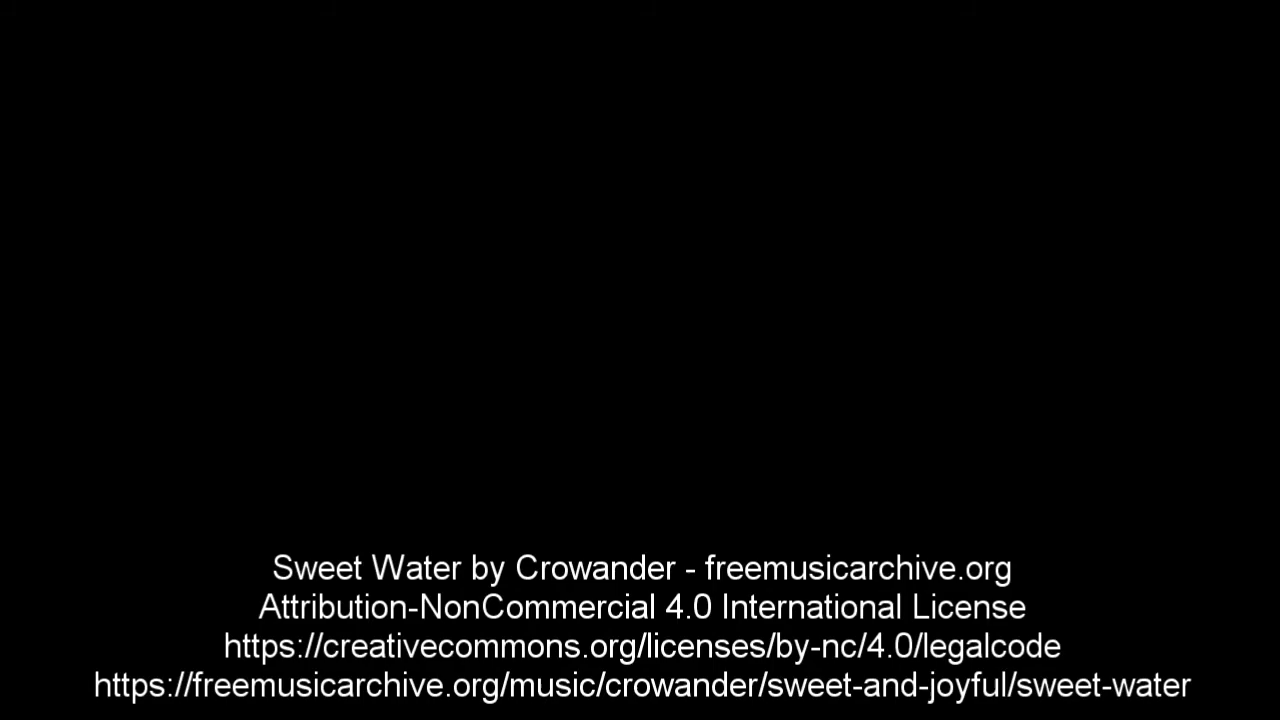 Sweet Water by Crowander - freemusicarchive.org
Attribution-NonCommercial 4.0 International License
https://creativecommons.org/licenses/by-nc/4.0/legalcode
https://freemusicarchive.org/music/crowander/sweet-and-joyful/sweet-water